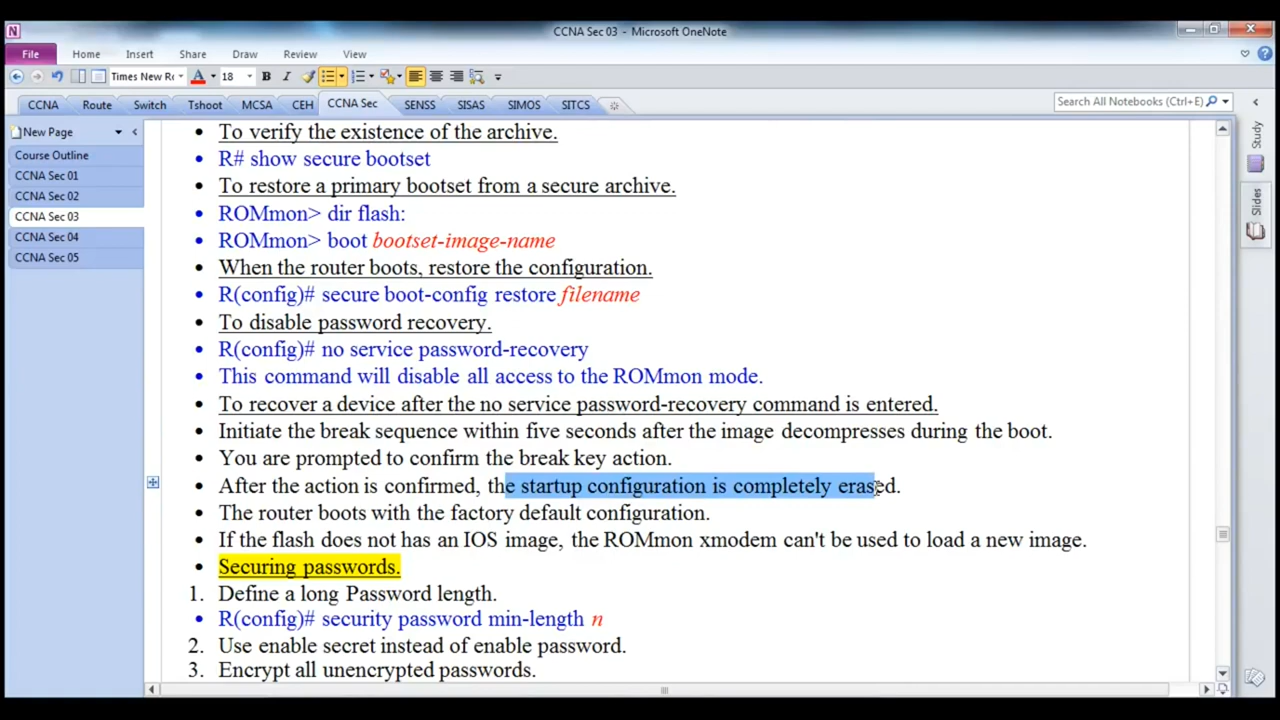 CCNA Sec 03 - Microsoft OneNote
File Home Insert Share Draw Review View
Times New Rc A 18 B I
CCNA Route Switch Tshoot MCSA CEH CCNA Sec SENSS SISAS SIMOS SITCS
Search All Notebooks (Ctrl+E)
New Page
Course Outline
CCNA Sec 01
CCNA Sec 02
CCNA Sec 03
CCNA Sec 04
CCNA Sec 05
• To verify the existence of the archive.
• R# show secure bootset
• To restore a primary bootset from a secure archive.
• ROMmon> dir flash:
• ROMmon> boot bootset-image-name
• When the router boots, restore the configuration.
• R(config)# secure boot-config restore filename
• To disable password recovery.
• R(config)# no service password-recovery
• This command will disable all access to the ROMmon mode.
• To recover a device after the no service password-recovery command is entered.
• Initiate the break sequence within five seconds after the image decompresses during the boot.
• You are prompted to confirm the break key action.
• After the action is confirmed, the startup configuration is completely erased.
• The router boots with the factory default configuration.
• If the flash does not has an IOS image, the ROMmon xmodem can't be used to load a new image.
• Securing passwords.
1. Define a long Password length.
• R(config)# security password min-length n
2. Use enable secret instead of enable password.
3. Encrypt all unencrypted passwords.
Study
Slides